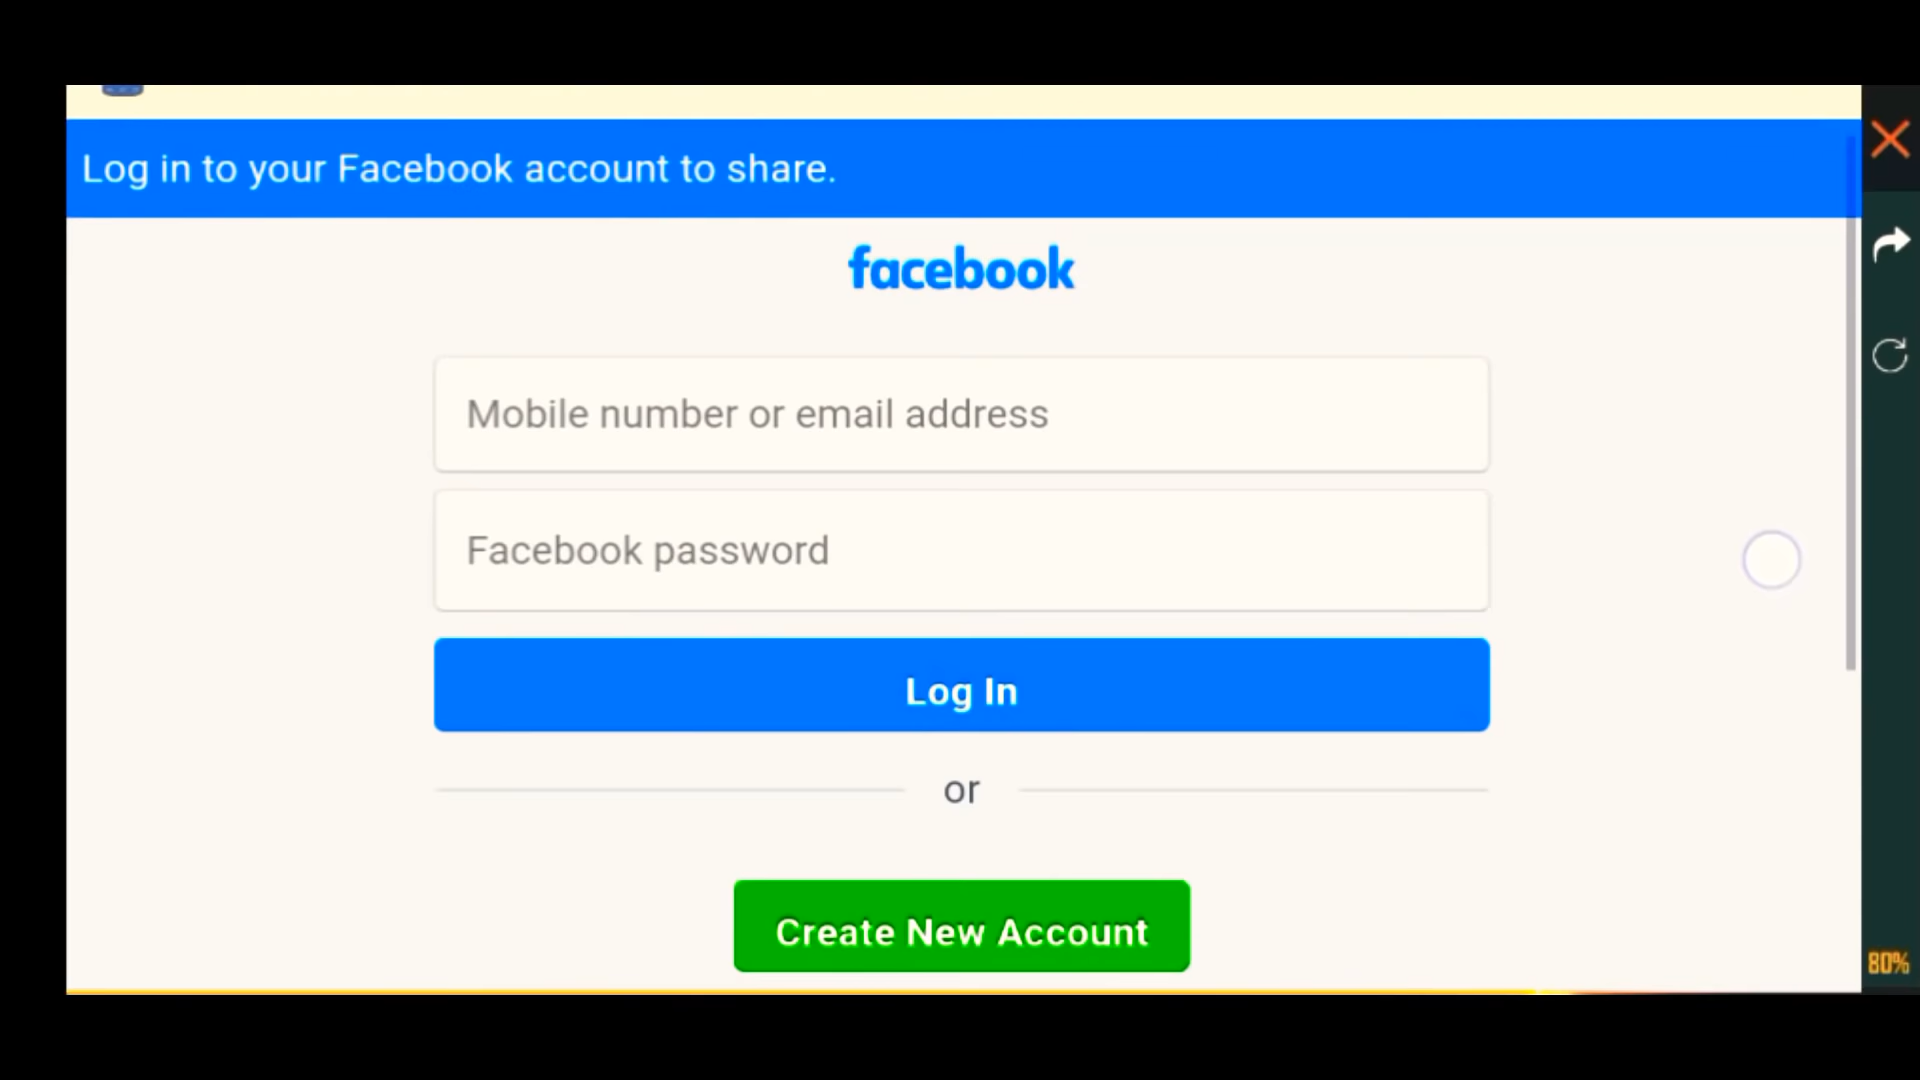 Log in to your Facebook account to share.
facebook
Mobile number or email address
Facebook password
Log In
or
Create New Account
80%